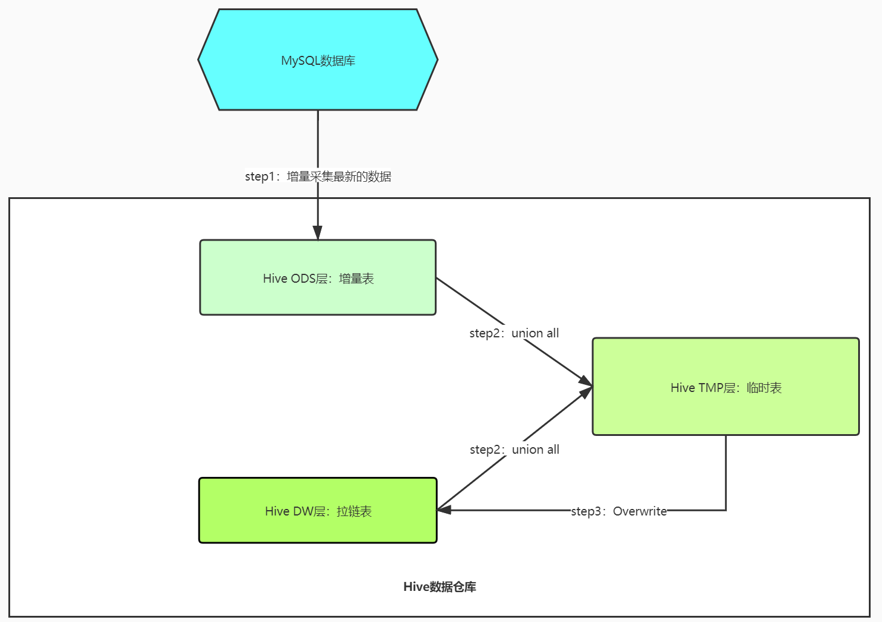 MySQL数据库
step1：增量采集最新的数据
Hive ODS层：增量表
step2：union all
Hive TMP层：临时表
step2：union all
Hive DW层：拉链表
step3：Overwrite
Hive数据仓库